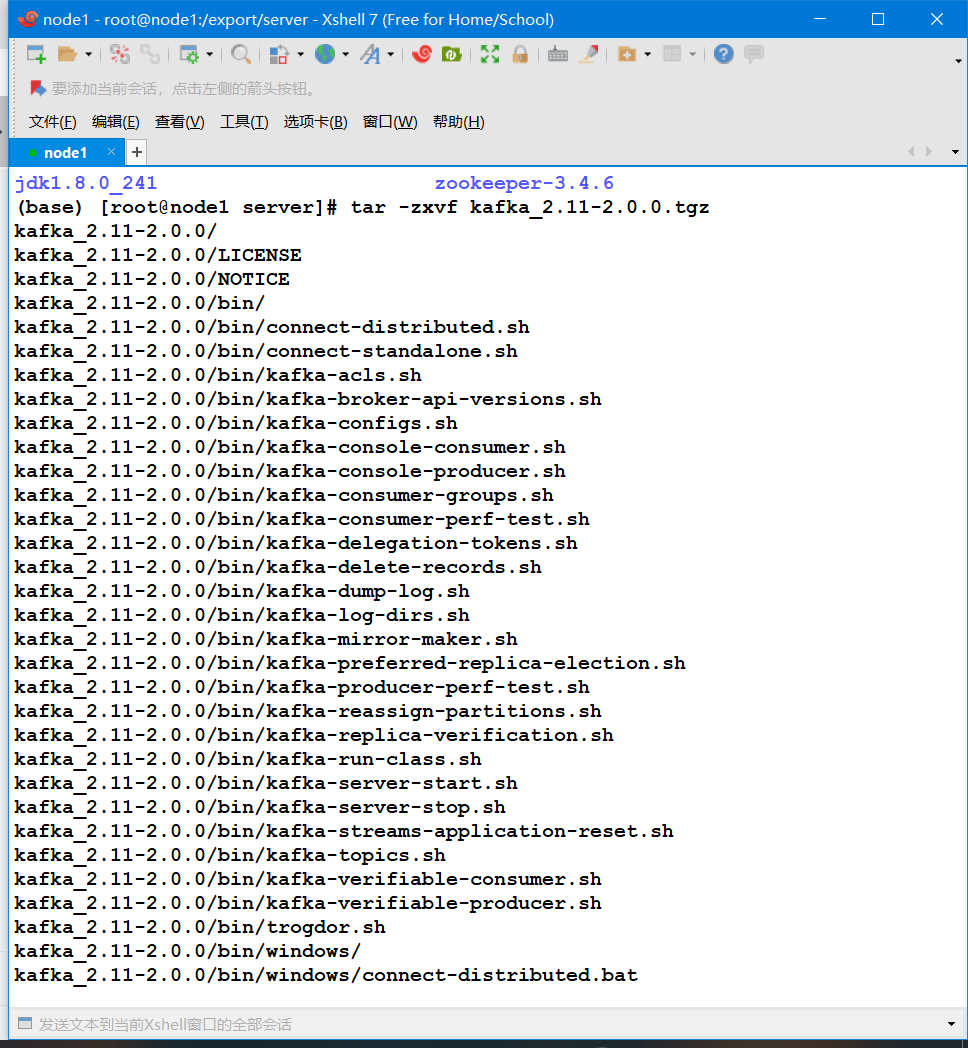 node1 - root@node1:/export/server - Xshell 7 (Free for Home/School)
要添加当前会话，点击左侧的箭头按钮。
文件(F) 编辑(E) 查看(V) 工具(T) 选项卡(B) 窗口(W) 帮助(H)
node1
jdk1.8.0_241 zookeeper-3.4.6
(base) [root@node1 server]# tar -zxvf kafka_2.11-2.0.0.tgz
kafka_2.11-2.0.0/
kafka_2.11-2.0.0/LICENSE
kafka_2.11-2.0.0/NOTICE
kafka_2.11-2.0.0/bin/
kafka_2.11-2.0.0/bin/connect-distributed.sh
kafka_2.11-2.0.0/bin/connect-standalone.sh
kafka_2.11-2.0.0/bin/kafka-acls.sh
kafka_2.11-2.0.0/bin/kafka-broker-api-versions.sh
kafka_2.11-2.0.0/bin/kafka-configs.sh
kafka_2.11-2.0.0/bin/kafka-console-consumer.sh
kafka_2.11-2.0.0/bin/kafka-console-producer.sh
kafka_2.11-2.0.0/bin/kafka-consumer-groups.sh
kafka_2.11-2.0.0/bin/kafka-consumer-perf-test.sh
kafka_2.11-2.0.0/bin/kafka-delegation-tokens.sh
kafka_2.11-2.0.0/bin/kafka-delete-records.sh
kafka_2.11-2.0.0/bin/kafka-dump-log.sh
kafka_2.11-2.0.0/bin/kafka-log-dirs.sh
kafka_2.11-2.0.0/bin/kafka-mirror-maker.sh
kafka_2.11-2.0.0/bin/kafka-preferred-replica-election.sh
kafka_2.11-2.0.0/bin/kafka-producer-perf-test.sh
kafka_2.11-2.0.0/bin/kafka-reassign-partitions.sh
kafka_2.11-2.0.0/bin/kafka-replica-verification.sh
kafka_2.11-2.0.0/bin/kafka-run-class.sh
kafka_2.11-2.0.0/bin/kafka-server-start.sh
kafka_2.11-2.0.0/bin/kafka-server-stop.sh
kafka_2.11-2.0.0/bin/kafka-streams-application-reset.sh
kafka_2.11-2.0.0/bin/kafka-topics.sh
kafka_2.11-2.0.0/bin/kafka-verifiable-consumer.sh
kafka_2.11-2.0.0/bin/kafka-verifiable-producer.sh
kafka_2.11-2.0.0/bin/trogdor.sh
kafka_2.11-2.0.0/bin/windows/
kafka_2.11-2.0.0/bin/windows/connect-distributed.bat
发送文本到当前Xshell窗口的全部会话